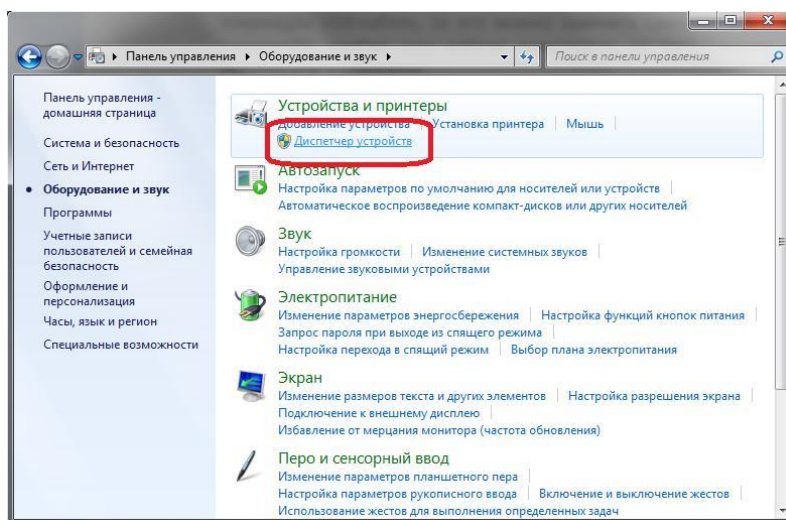 Панель управления ▸ Оборудование и звук ▸
Поиск в панели управления
Панель управления -
домашняя страница
Система и безопасность
Сеть и Интернет
Оборудование и звук
Программы
Учетные записи
пользователей и семейная
безопасность
Оформление и
персонализация
Часы, язык и регион
Специальные возможности
Устройства и принтеры
Добавление устройства | Установка принтера | Мышь |
Диспетчер устройств
Автозапуск
Настройка параметров по умолчанию для носителей или устройств |
Автоматическое воспроизведение компакт-дисков или других носителей
Звук
Настройка громкости | Изменение системных звуков |
Управление звуковыми устройствами
Электропитание
Изменение параметров энергосбережения | Настройка функций кнопок питания |
Запрос пароля при выходе из спящего режима |
Настройка перехода в спящий режим | Выбор плана электропитания
Экран
Изменение размеров текста и других элементов | Настройка разрешения экрана |
Подключение к внешнему дисплею |
Избавление от мерцания монитора (частота обновления)
Перо и сенсорный ввод
Изменение параметров планшетного пера |
Настройка параметров рукописного ввода | Включение и выключение жестов |
Использование жестов для выполнения определенных задач